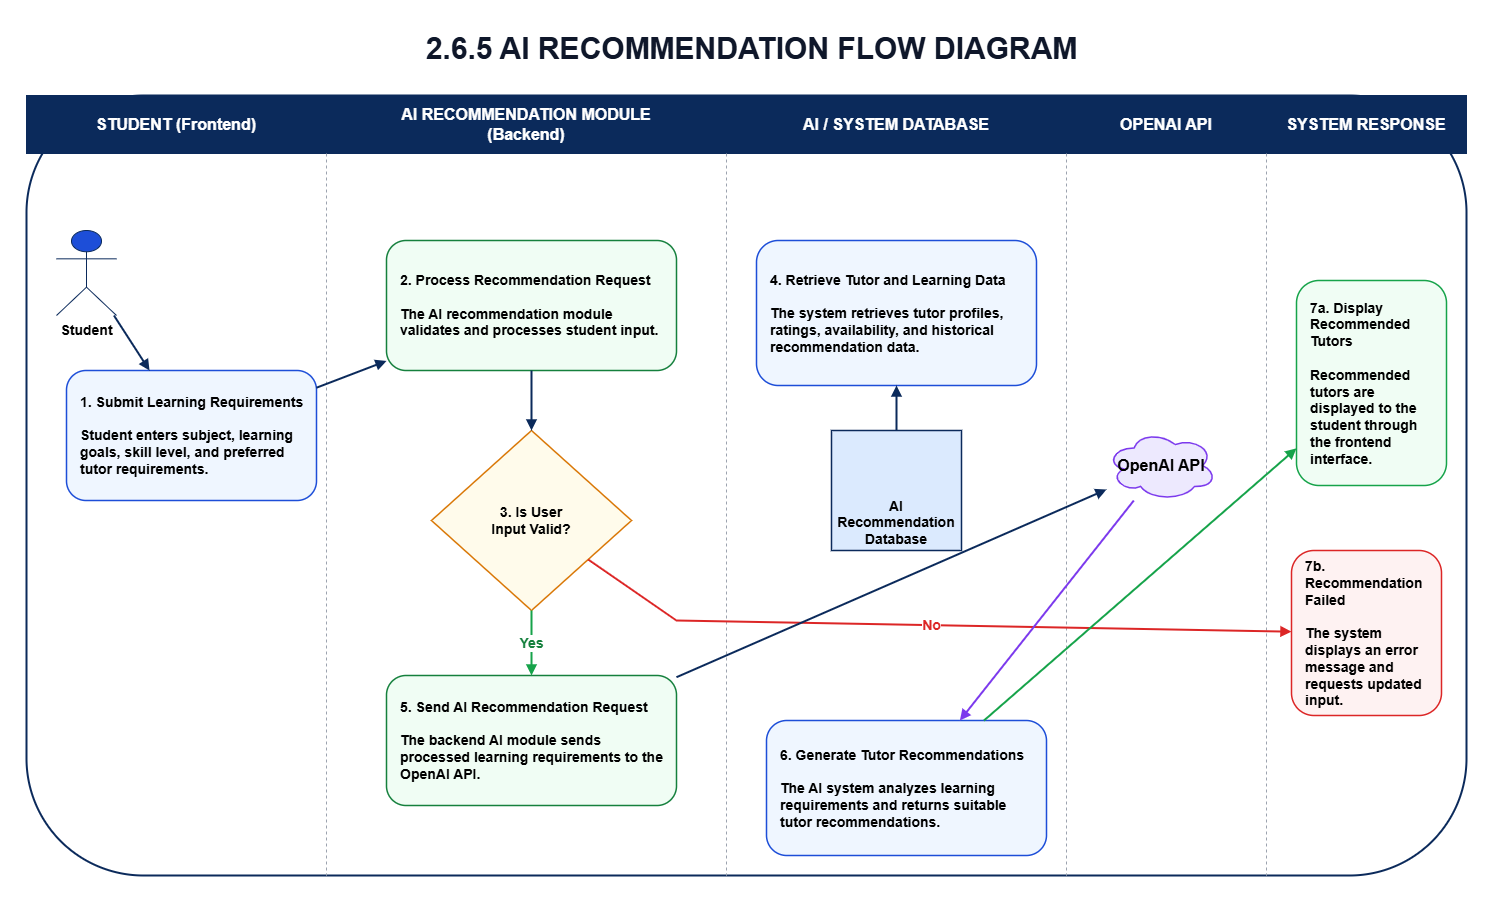 2.6.5 AI RECOMMENDATION FLOW DIAGRAM
STUDENT (Frontend)
AI RECOMMENDATION MODULE
(Backend)
AI / SYSTEM DATABASE
OPENAI API
SYSTEM RESPONSE
Student
1. Submit Learning Requirements
Student enters subject, learning
goals, skill level, and preferred
tutor requirements.
2. Process Recommendation Request
The AI recommendation module
validates and processes student input.
3. Is User
Input Valid?
Yes
No
5. Send AI Recommendation Request
The backend AI module sends
processed learning requirements to the
OpenAI API.
4. Retrieve Tutor and Learning Data
The system retrieves tutor profiles,
ratings, availability, and historical
recommendation data.
AI
Recommendation
Database
OpenAI API
6. Generate Tutor Recommendations
The AI system analyzes learning
requirements and returns suitable
tutor recommendations.
7a. Display
Recommended
Tutors
Recommended
tutors are
displayed to the
student through
the frontend
interface.
7b.
Recommendation
Failed
The system
displays an error
message and
requests updated
input.